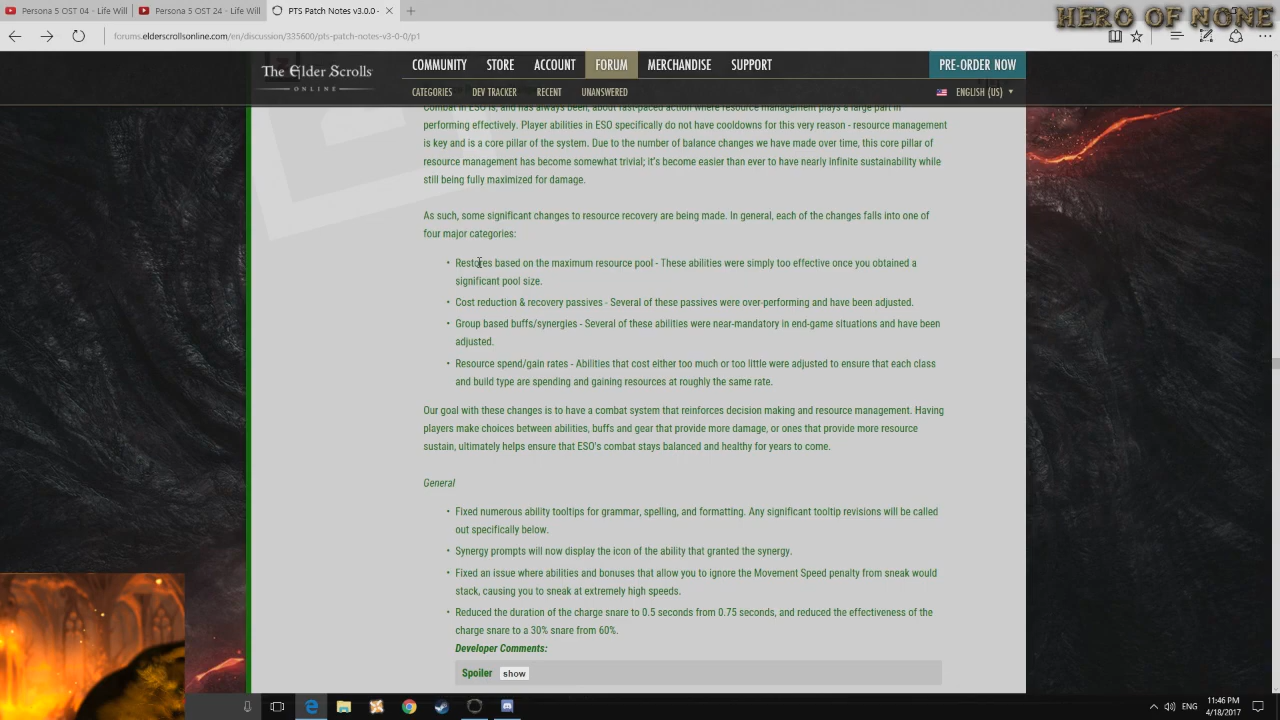 Persona 5 OST 04 - Life Will
Persona 5 OST 24 - Life Will
PTS Patch Notes v3.0.0 -
HERO OF NONE
forums.elderscrollsonline.com/en/discussion/335600/pts-patch-notes-v3-0-0/p1
The Elder Scrolls
ONLINE
COMMUNITY STORE ACCOUNT FORUM MERCHANDISE SUPPORT PRE-ORDER NOW
CATEGORIES DEV TRACKER RECENT UNANSWERED ENGLISH (US)
Combat in ESO is, and has always been, about fast-paced action where resource management plays a large part in
performing effectively. Player abilities in ESO specifically do not have cooldowns for this very reason - resource management
is key and is a core pillar of the system. Due to the number of balance changes we have made over time, this core pillar of
resource management has become somewhat trivial; it's become easier than ever to have nearly infinite sustainability while
still being fully maximized for damage.
As such, some significant changes to resource recovery are being made. In general, each of the changes falls into one of
four major categories:
• Restores based on the maximum resource pool - These abilities were simply too effective once you obtained a
significant pool size.
• Cost reduction & recovery passives - Several of these passives were over-performing and have been adjusted.
• Group based buffs/synergies - Several of these abilities were near-mandatory in end-game situations and have been
adjusted.
• Resource spend/gain rates - Abilities that cost either too much or too little were adjusted to ensure that each class
and build type are spending and gaining resources at roughly the same rate.
Our goal with these changes is to have a combat system that reinforces decision making and resource management. Having
players make choices between abilities, buffs and gear that provide more damage, or ones that provide more resource
sustain, ultimately helps ensure that ESO's combat stays balanced and healthy for years to come.
General
• Fixed numerous ability tooltips for grammar, spelling, and formatting. Any significant tooltip revisions will be called
out specifically below.
• Synergy prompts will now display the icon of the ability that granted the synergy.
• Fixed an issue where abilities and bonuses that allow you to ignore the Movement Speed penalty from sneak would
stack, causing you to sneak at extremely high speeds.
• Reduced the duration of the charge snare to 0.5 seconds from 0.75 seconds, and reduced the effectiveness of the
charge snare to a 30% snare from 60%.
Developer Comments:
Spoiler show
ENG
11:46 PM
4/18/2017